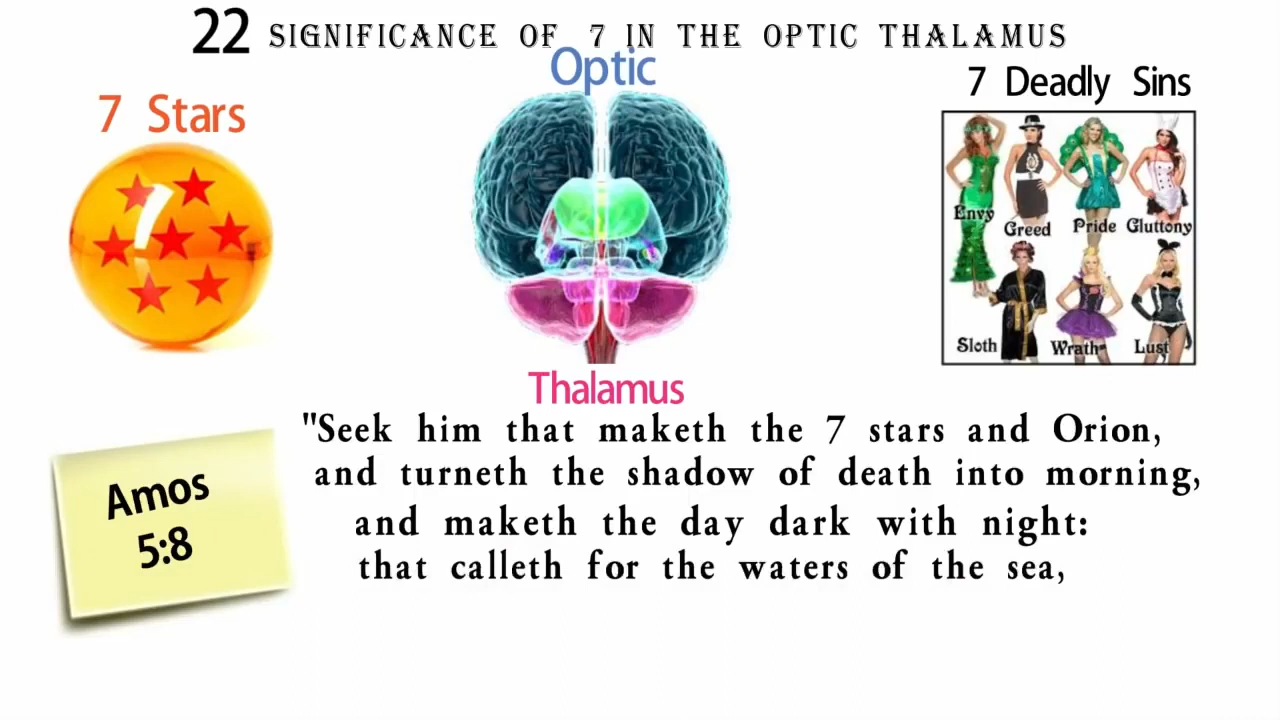 22 SIGNIFICANCE OF 7 IN THE OPTIC THALAMUS
Optic
7 Deadly Sins
7 Stars
Envy
Greed
Pride
Gluttony
Sloth
Wrath
Lust
Thalamus
"Seek him that maketh the 7 stars and Orion,
and turneth the shadow of death into morning,
and maketh the day dark with night:
that calleth for the waters of the sea,
Amos
5:8